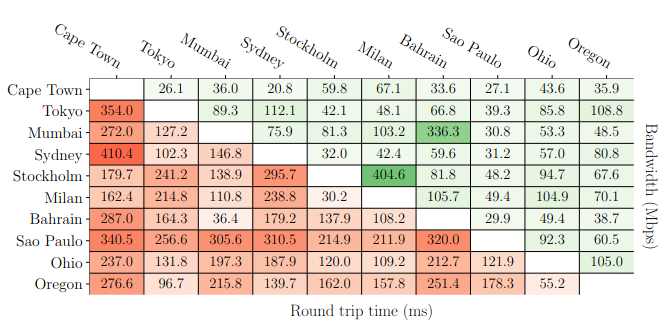 Cape Town Tokyo Mumbai Sydney Stockholm Milan Bahrain Sao Paulo Ohio Oregon
Cape Town 26.1 36.0 20.8 59.8 67.1 33.6 27.1 43.6 35.9
Tokyo 354.0 89.3 112.1 42.1 48.1 66.8 39.3 85.8 108.8
Mumbai 272.0 127.2 75.9 81.3 103.2 336.3 30.8 53.3 48.5
Sydney 410.4 102.3 146.8 32.0 42.4 59.6 31.2 57.0 80.8
Stockholm 179.7 241.2 138.9 295.7 404.6 81.8 48.2 94.7 67.6
Milan 162.4 214.8 110.8 238.8 30.2 105.7 49.4 104.9 70.1
Bahrain 287.0 164.3 36.4 179.2 137.9 108.2 29.9 49.4 38.7
Sao Paulo 340.5 256.6 305.6 310.5 214.9 211.9 320.0 92.3 60.5
Ohio 237.0 131.8 197.3 187.9 120.0 109.2 212.7 121.9 105.0
Oregon 276.6 96.7 215.8 139.7 162.0 157.8 251.4 178.3 55.2
Bandwidth (Mbps)
Round trip time (ms)